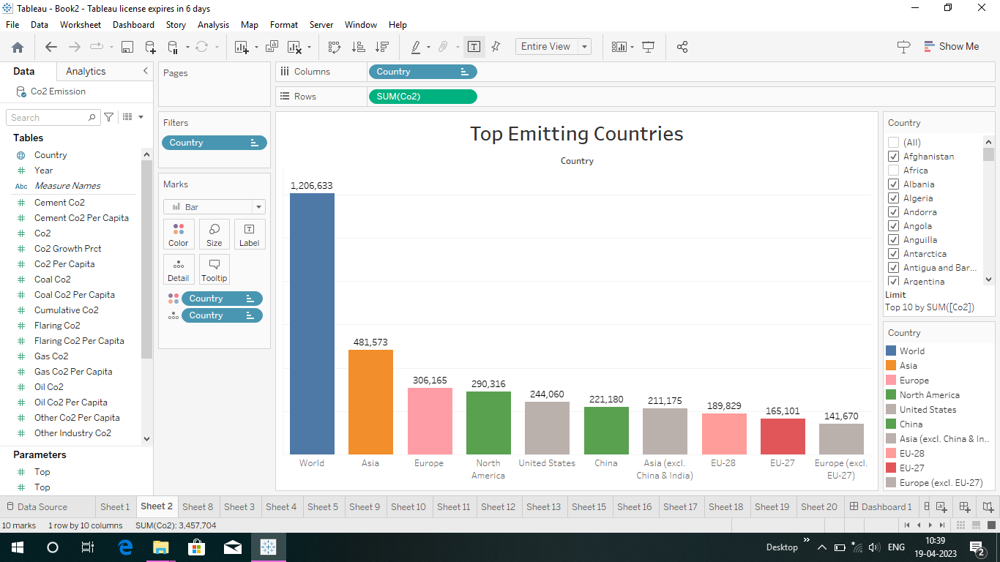 Tableau - Book2 - Tableau license expires in 6 days
File Data Worksheet Dashboard Story Analysis Map Format Server Window Help
Entire View
Show Me
Data Analytics
Co2 Emission
Search
Tables
Country
Year
Abc Measure Names
Cement Co2
Cement Co2 Per Capita
Co2
Co2 Growth Prct
Co2 Per Capita
Coal Co2
Coal Co2 Per Capita
Cumulative Co2
Flaring Co2
Flaring Co2 Per Capita
Gas Co2
Gas Co2 Per Capita
Oil Co2
Oil Co2 Per Capita
Other Co2 Per Capita
Other Industry Co2
Parameters
Top
Top
Pages
Filters
Country
Marks
Bar
Color Size Label
Detail Tooltip
Country
Country
Columns Country
Rows SUM(Co2)
Top Emitting Countries
Country
1,206,633
481,573
306,165
290,316
244,060
221,180
211,175
189,829
165,101
141,670
World Asia Europe North America United States China Asia (excl. China & India) EU-28 EU-27 Europe (excl. EU-27)
Country
(All)
Afghanistan
Africa
Albania
Algeria
Andorra
Angola
Anguilla
Antarctica
Antigua and Bar...
Argentina
Limit
Top 10 by SUM([Co2])
Country
World
Asia
Europe
North America
United States
China
Asia (excl. China & In..
EU-28
EU-27
Europe (excl. EU-27)
Data Source Sheet 1 Sheet 2 Sheet 8 Sheet 3 Sheet 4 Sheet 5 Sheet 9 Sheet 10 Sheet 11 Sheet 12 Sheet 13 Sheet 15 Sheet 16 Sheet 17 Sheet 18 Sheet 19 Sheet 20 Dashboard 1
10 marks 1 row by 10 columns SUM(Co2): 3,457,704
Desktop ENG 10:39
19-04-2023
2